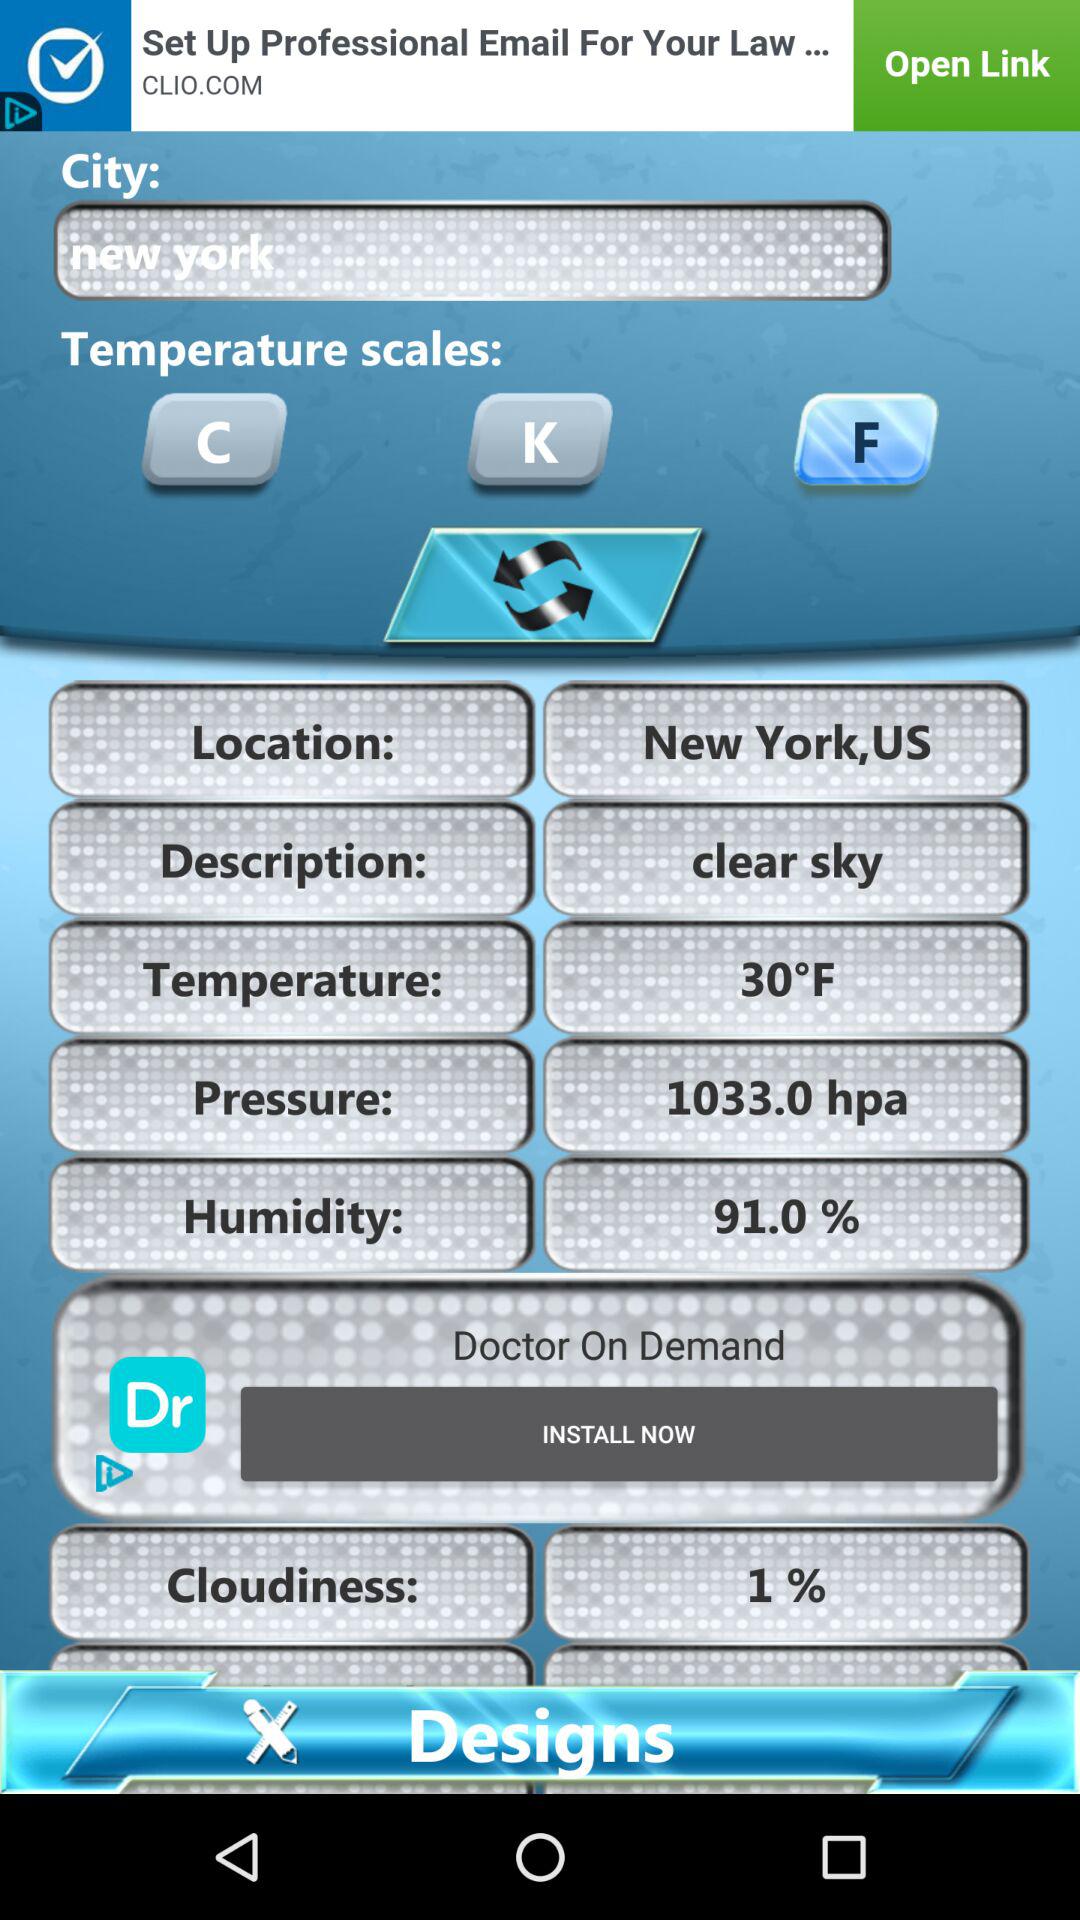 Set Up Professional Email For Your Law ...
CLIO.COM
Open Link
City:
new york
Temperature scales:
C K F
Location: New York,US
Description: clear sky
Temperature: 30°F
Pressure: 1033.0 hpa
Humidity: 91.0 %
Doctor On Demand
Dr
INSTALL NOW
Cloudiness: 1 %
Designs